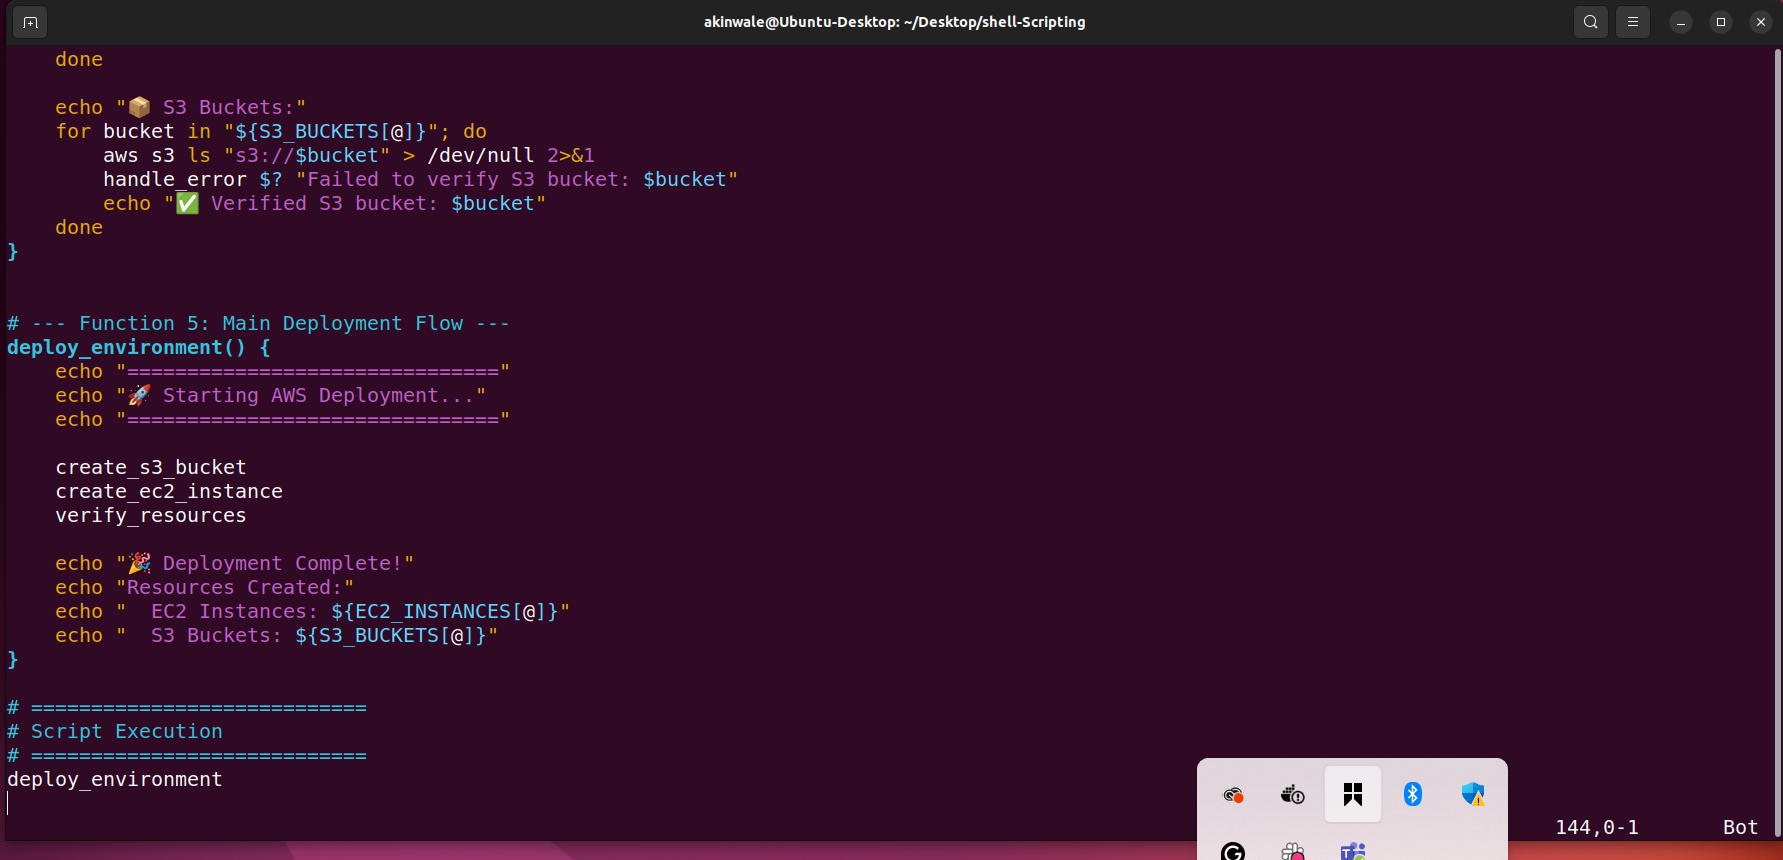 akinwale@Ubuntu-Desktop: ~/Desktop/shell-Scripting
    done

    echo "📦 S3 Buckets:"
    for bucket in "${S3_BUCKETS[@]}"; do
        aws s3 ls "s3://$bucket" > /dev/null 2>&1
        handle_error $? "Failed to verify S3 bucket: $bucket"
        echo "✅ Verified S3 bucket: $bucket"
    done
}

# --- Function 5: Main Deployment Flow ---
deploy_environment() {
    echo "==============================="
    echo "🚀 Starting AWS Deployment..."
    echo "==============================="

    create_s3_bucket
    create_ec2_instance
    verify_resources

    echo "🎉 Deployment Complete!"
    echo "Resources Created:"
    echo "  EC2 Instances: ${EC2_INSTANCES[@]}"
    echo "  S3 Buckets: ${S3_BUCKETS[@]}"
}

# ============================
# Script Execution
# ============================
deploy_environment
144,0-1 Bot